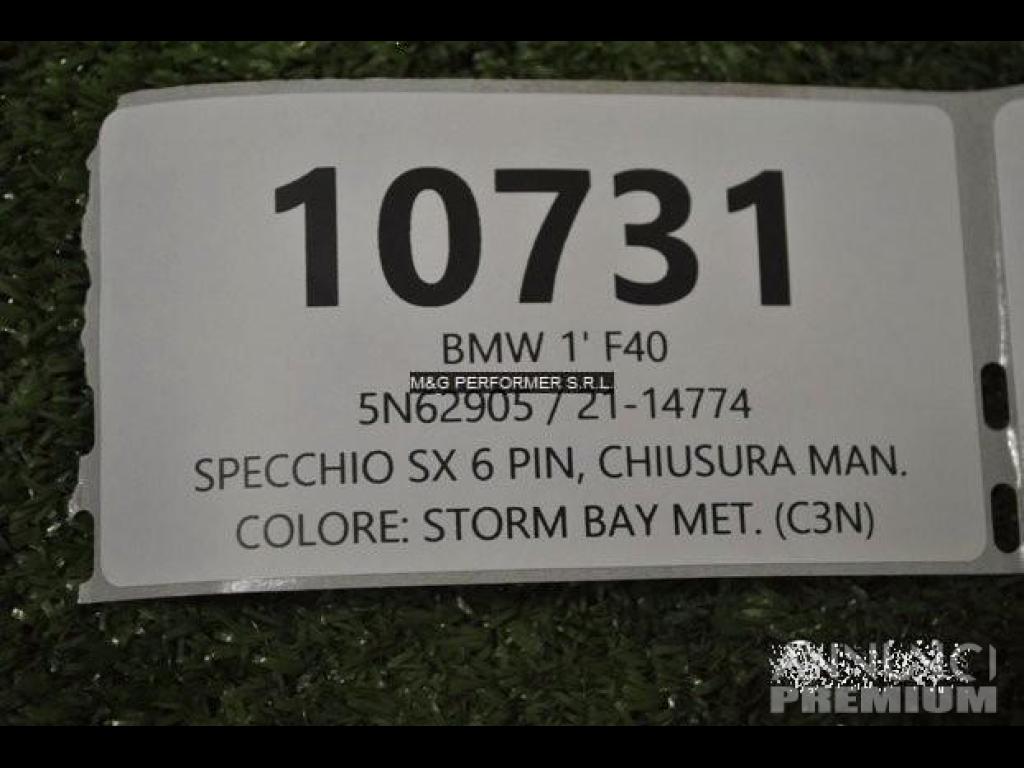 10731
BMW 1' F40
M&G PERFORMER S.R.L.
5N62905 / 21-14774
SPECCHIO SX 6 PIN, CHIUSURA MAN.
COLORE: STORM BAY MET. (C3N)
PREMIUM